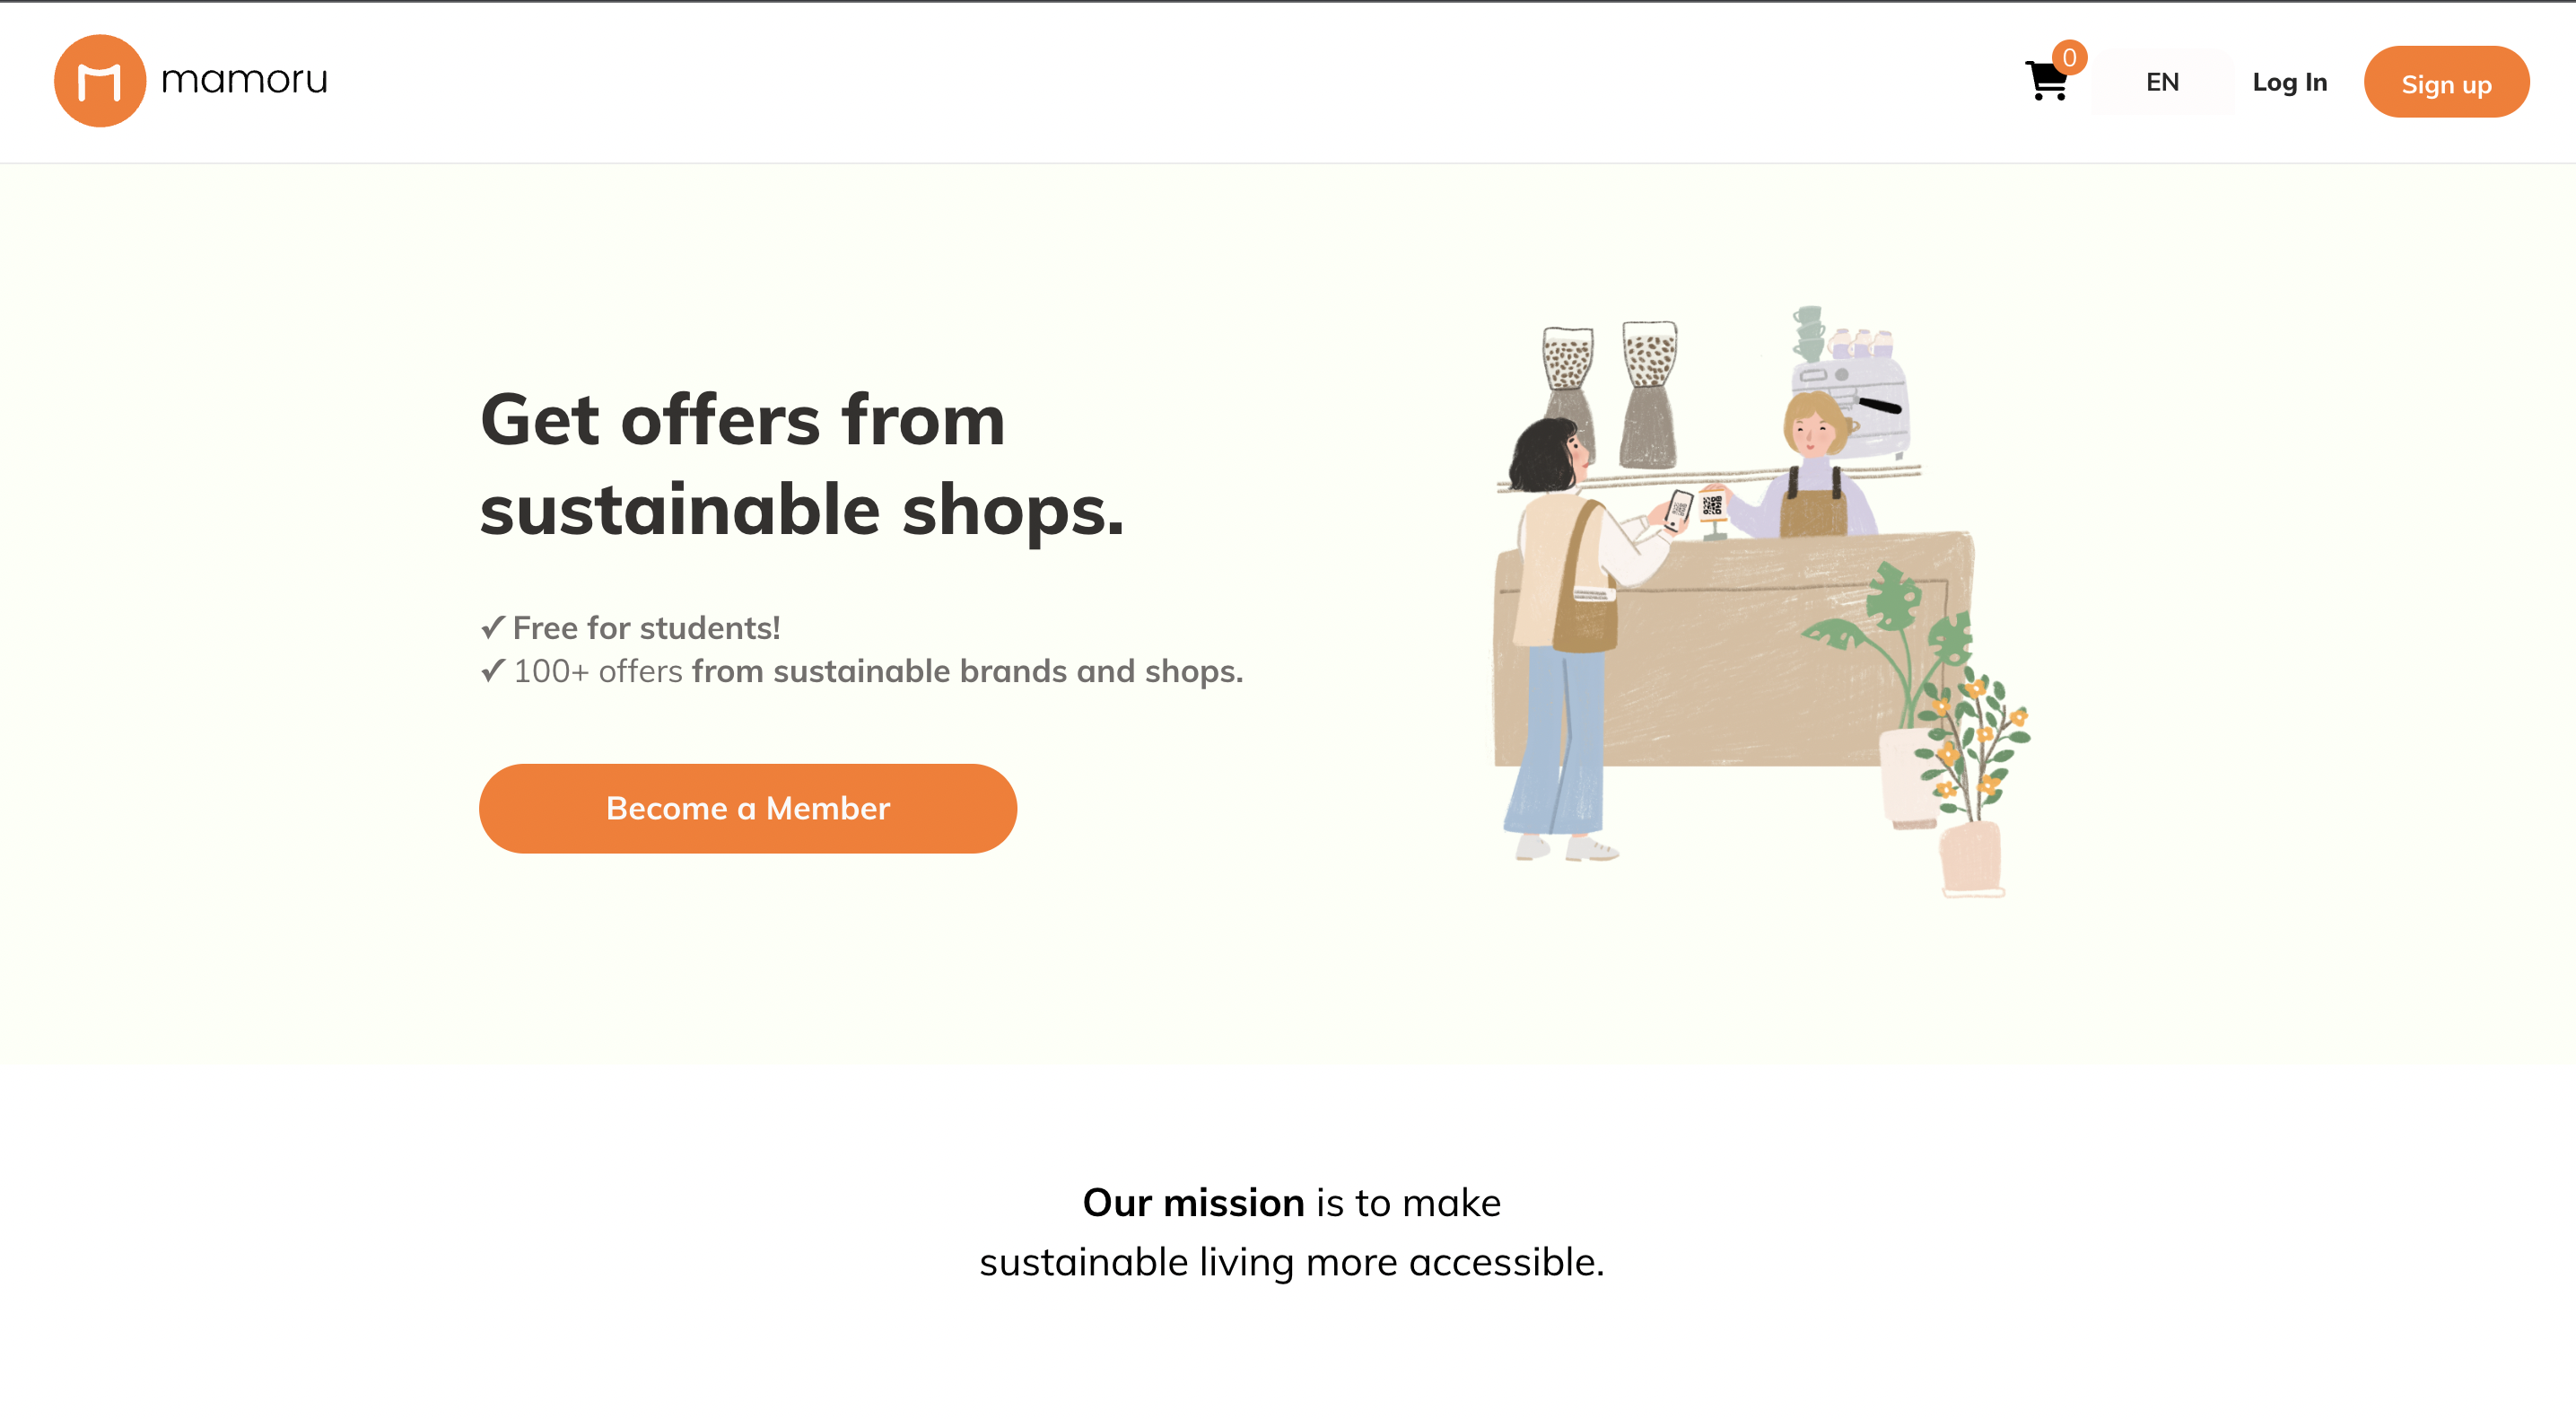 mamoru
0
EN
Log In
Sign up
Get offers from
sustainable shops.
✓ Free for students!
✓ 100+ offers from sustainable brands and shops.
Become a Member
Our mission is to make
sustainable living more accessible.